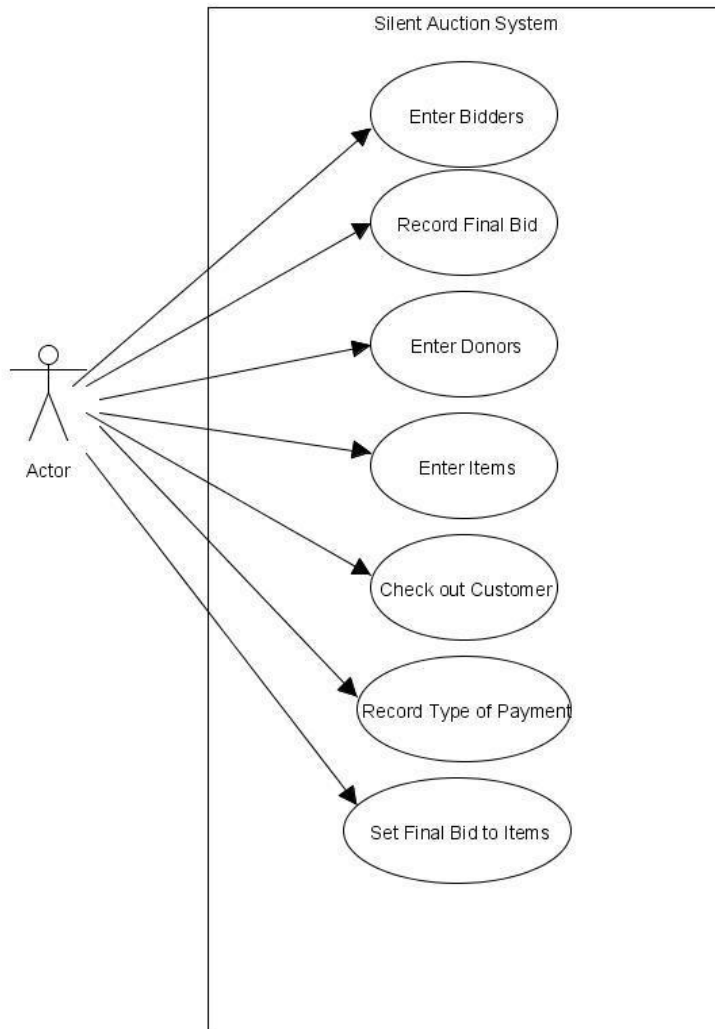 Silent Auction System
Enter Bidders
Record Final Bid
Enter Donors
Enter Items
Actor
Check out Customer
Record Type of Payment
Set Final Bid to Items